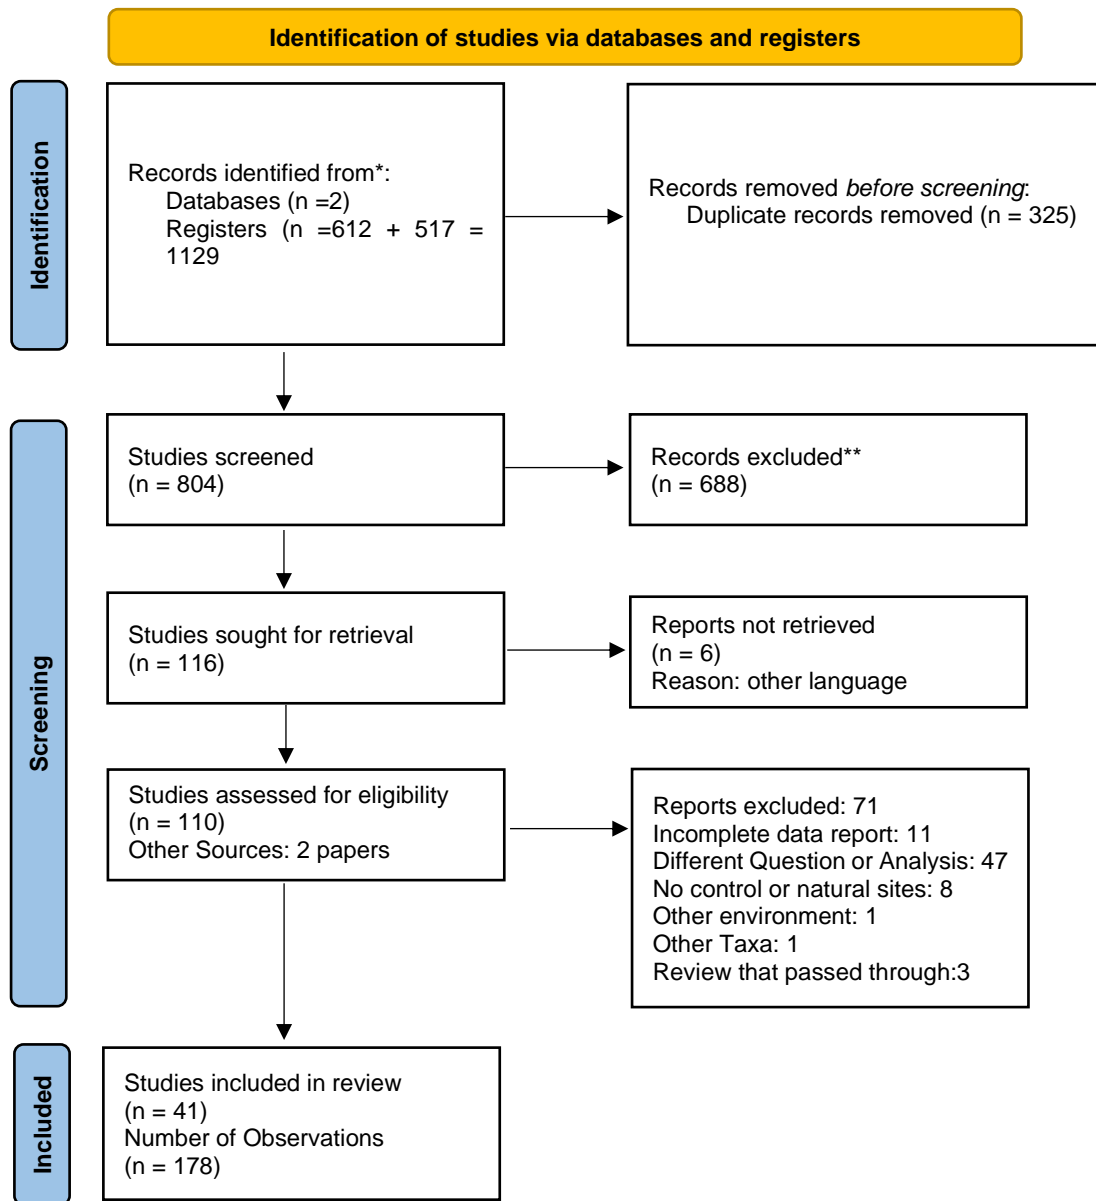 Identification of studies via databases and registers
Identification
Records identified from*:
Databases (n =2)
Registers (n =612 + 517 =
1129
Records removed before screening:
Duplicate records removed (n = 325)
Screening
Studies screened
(n = 804)
Records excluded**
(n = 688)
Studies sought for retrieval
(n = 116)
Reports not retrieved
(n = 6)
Reason: other language
Studies assessed for eligibility
(n = 110)
Other Sources: 2 papers
Reports excluded: 71
Incomplete data report: 11
Different Question or Analysis: 47
No control or natural sites: 8
Other environment: 1
Other Taxa: 1
Review that passed through:3
Included
Studies included in review
(n = 41)
Number of Observations
(n = 178)